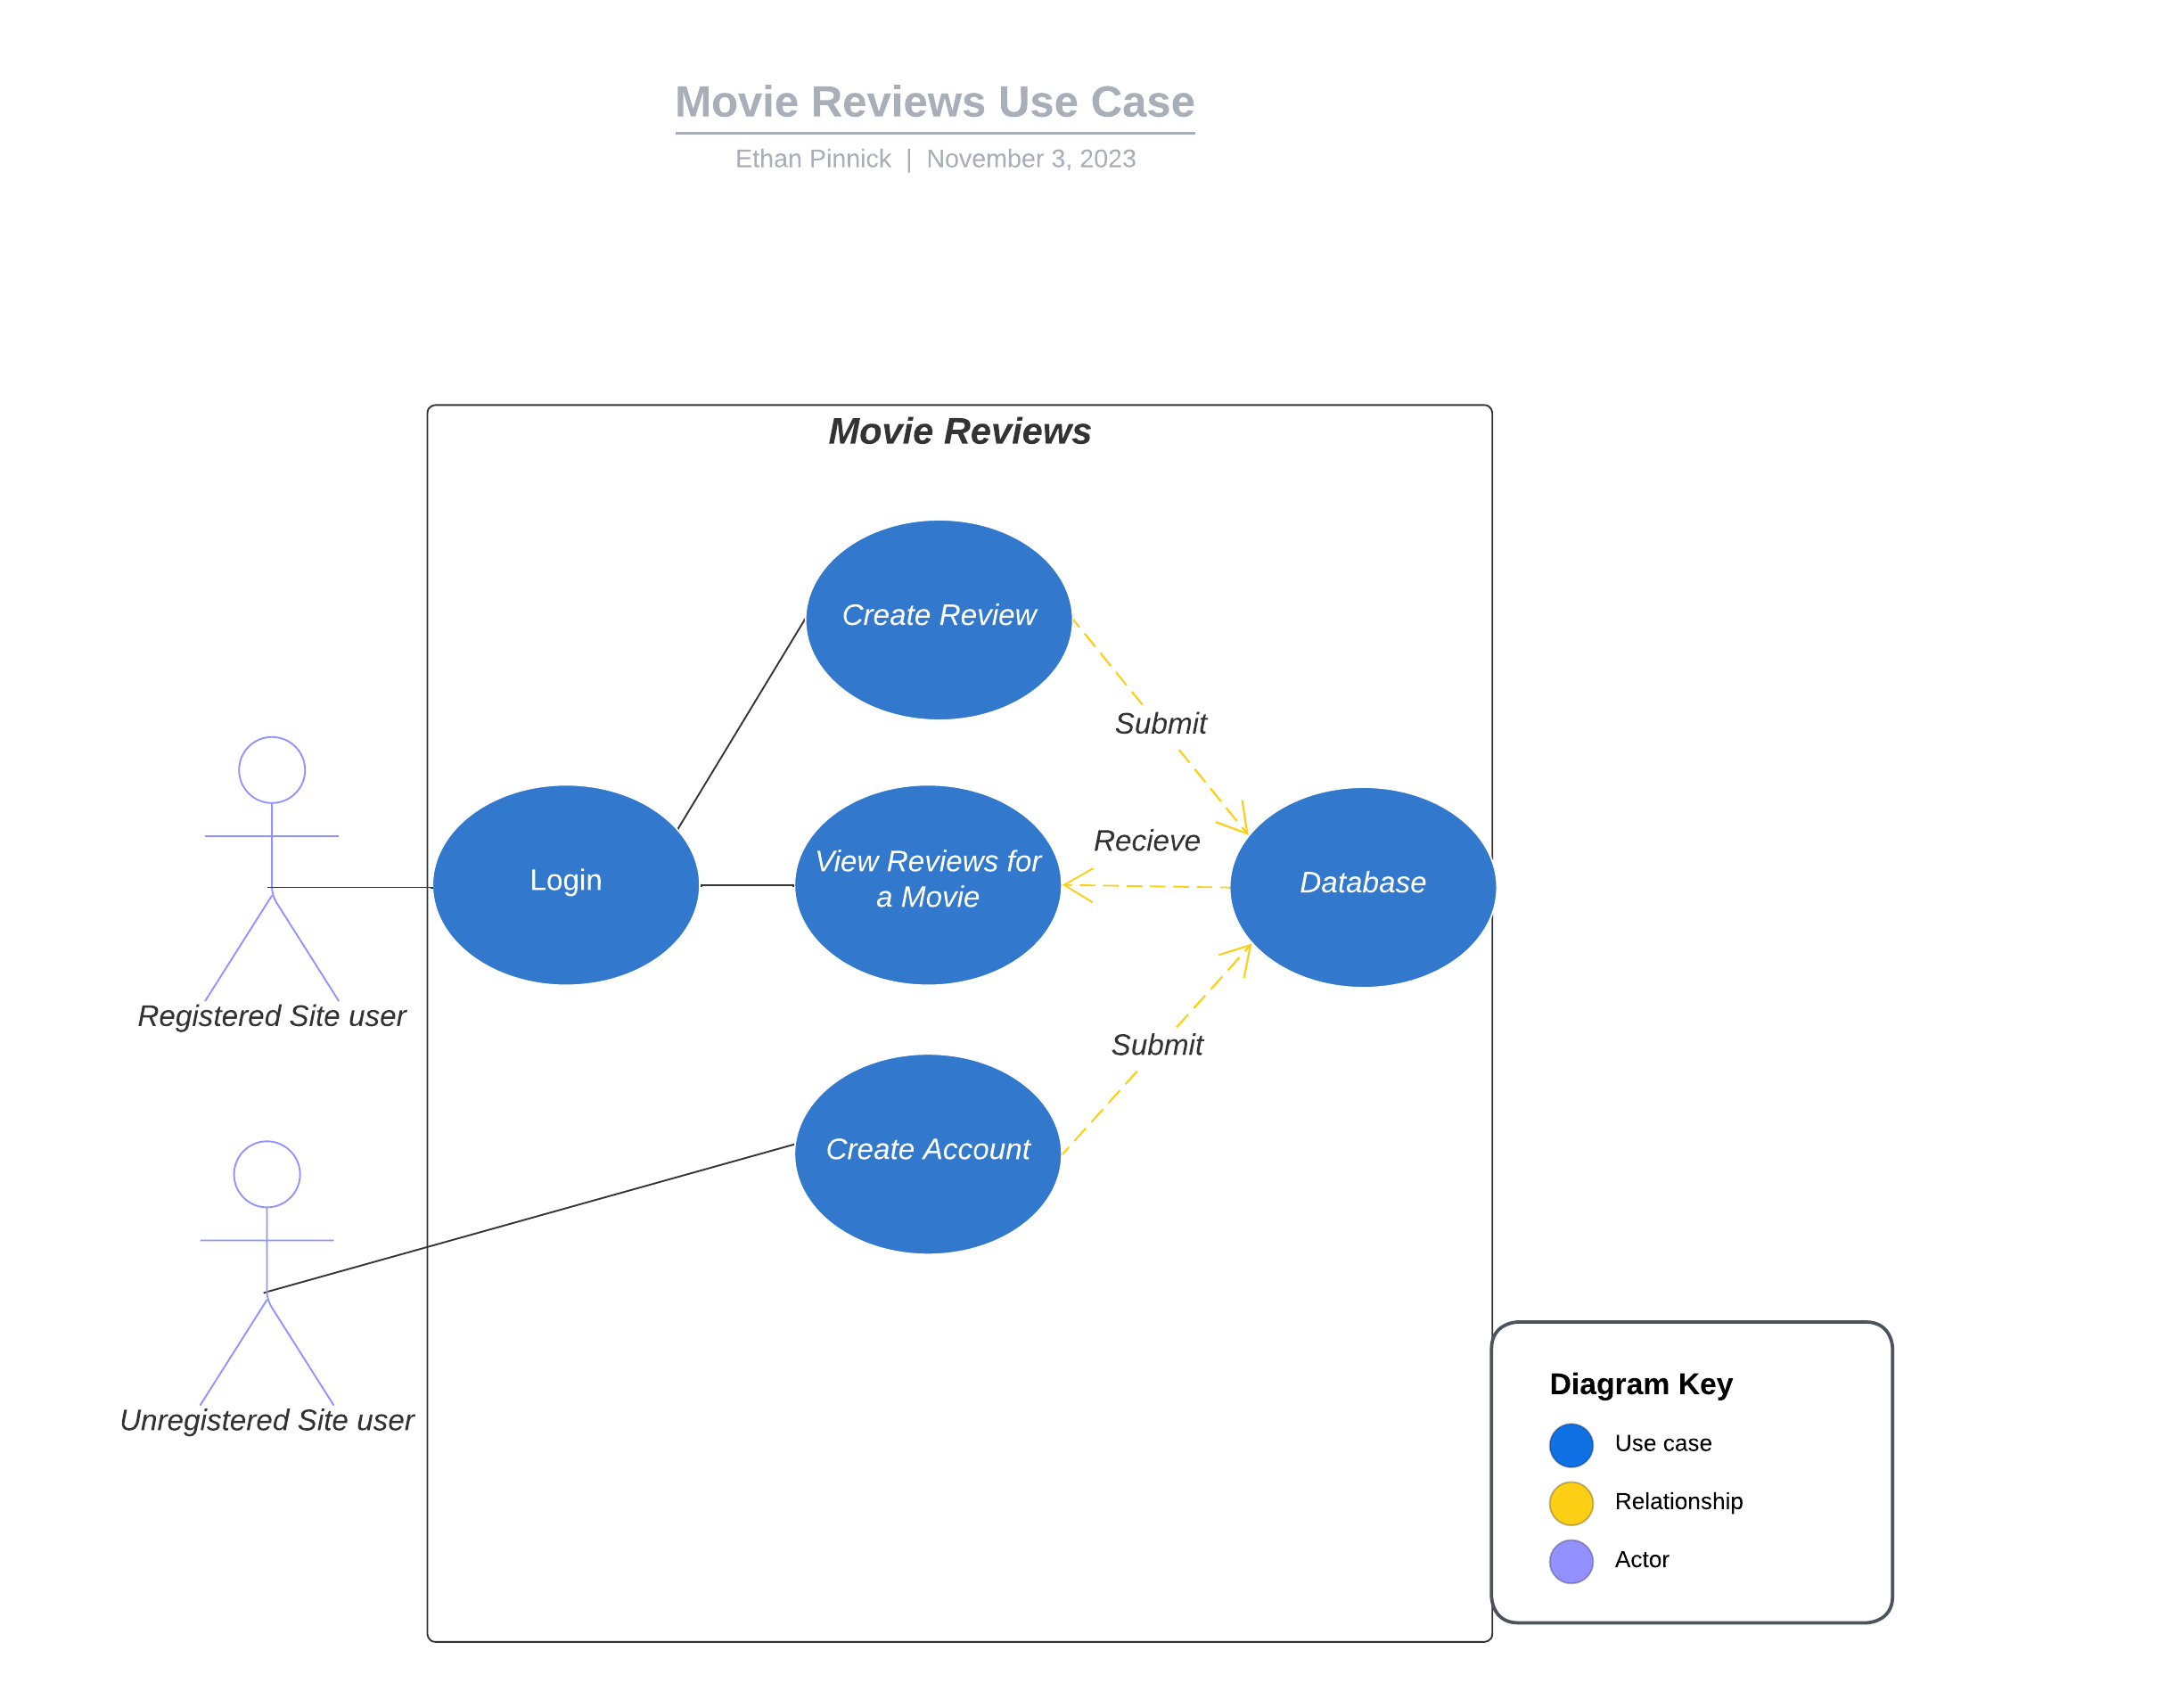 Movie Reviews Use Case
Ethan Pinnick | November 3, 2023
Movie Reviews
Create Review
Submit
Recieve
Login
View Reviews for
a Movie
Database
Registered Site user
Submit
Create Account
Unregistered Site user
Diagram Key
Use case
Relationship
Actor